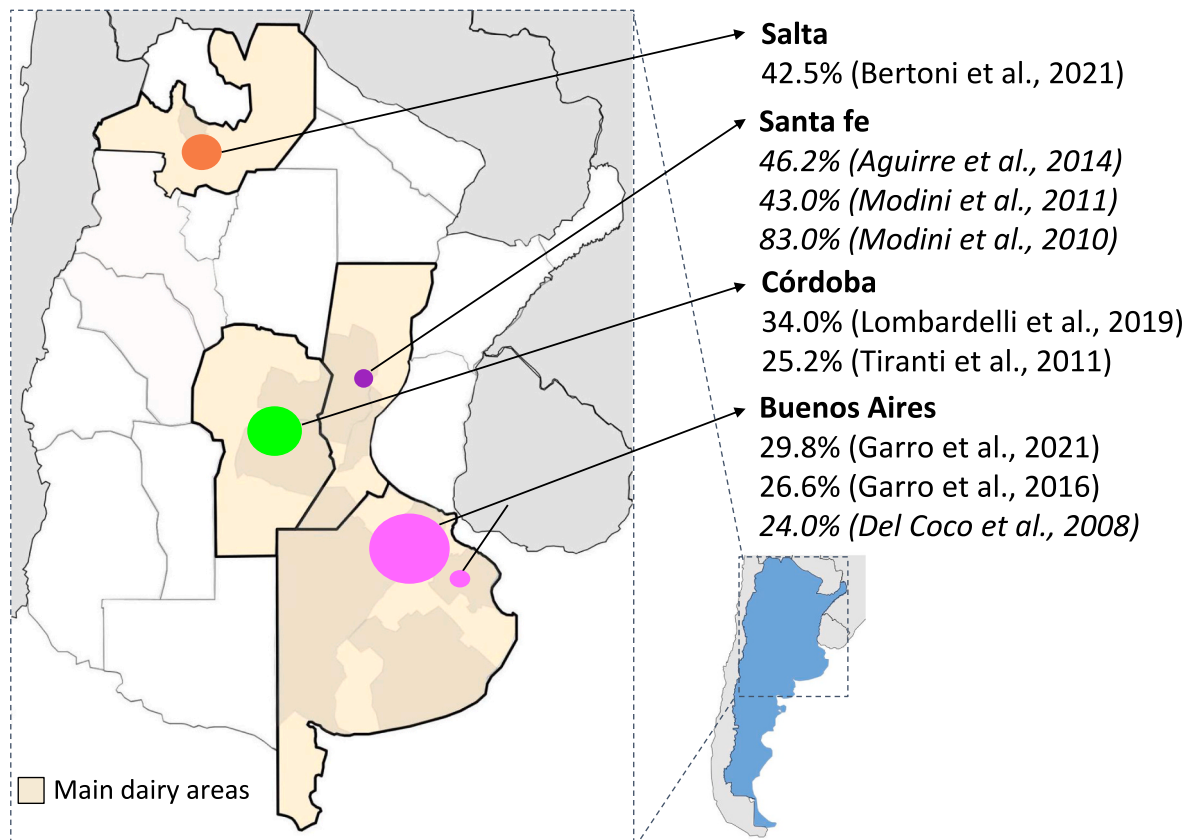 Salta
42.5% (Bertoni et al., 2021)
Santa fe
46.2% (Aguirre et al., 2014)
43.0% (Modini et al., 2011)
83.0% (Modini et al., 2010)
Córdoba
34.0% (Lombardelli et al., 2019)
25.2% (Tiranti et al., 2011)
Buenos Aires
29.8% (Garro et al., 2021)
26.6% (Garro et al., 2016)
24.0% (Del Coco et al., 2008)
Main dairy areas